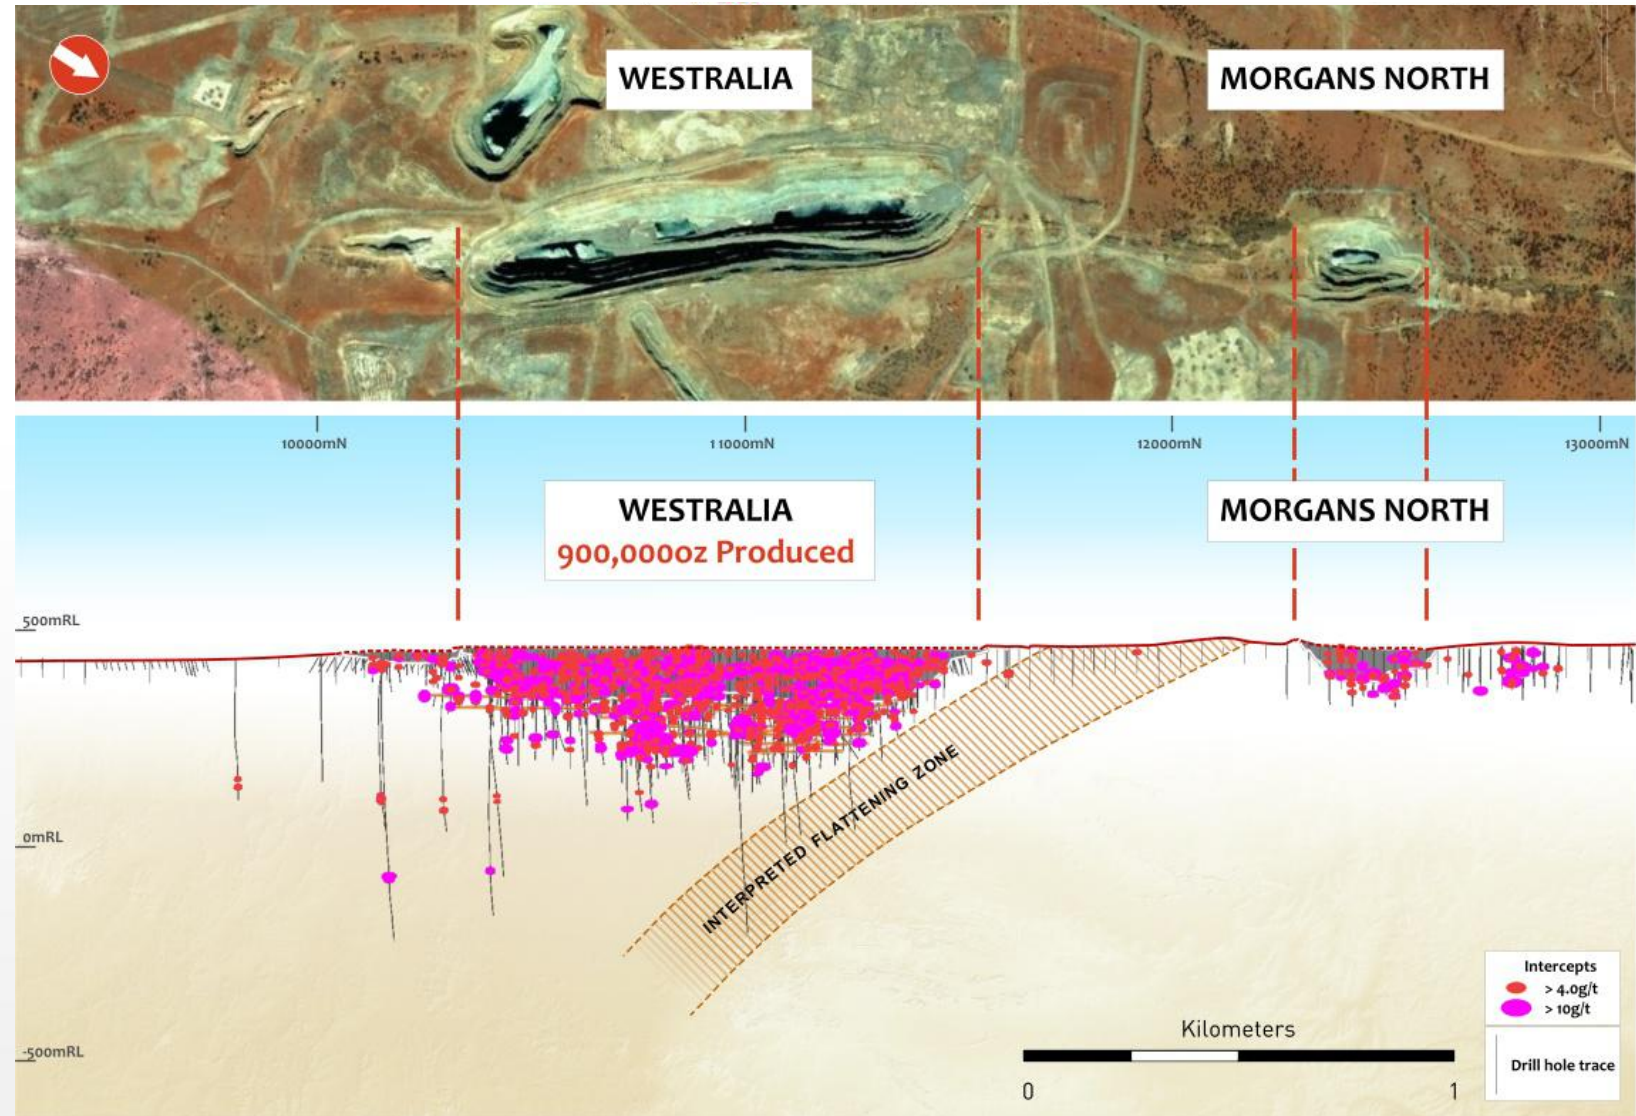 WESTRALIA
MORGANS NORTH
10000mN
11000mN
12000mN
13000mN
WESTRALIA
900,000oz Produced
MORGANS NORTH
500mRL
0mRL
INTERPRETED FLATTENING ZONE
-500mRL
Intercepts
> 4.0g/t
> 10g/t
Drill hole trace
Kilometers
0
1